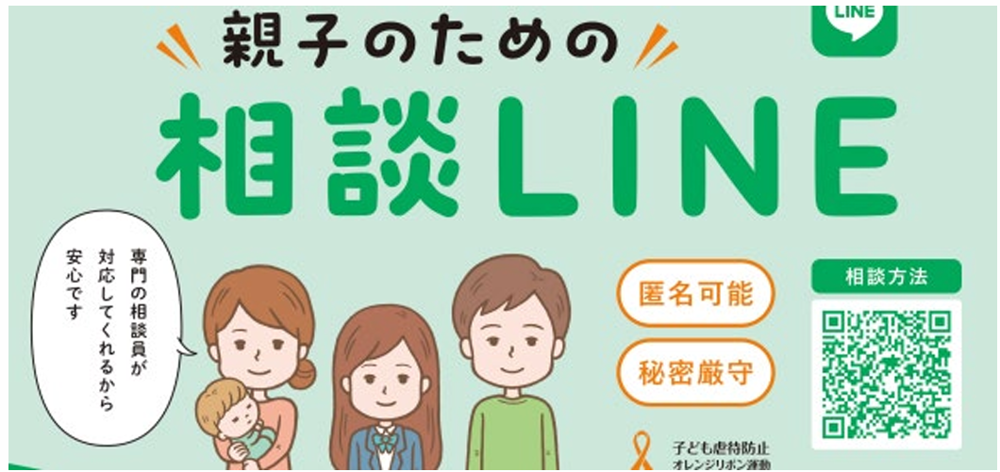 親子のための
LINE
相談LINE
専門の相談員が
対応してくれるから
安心です
匿名可能
秘密厳守
相談方法
子ども虐待防止
オレンジリボン運動